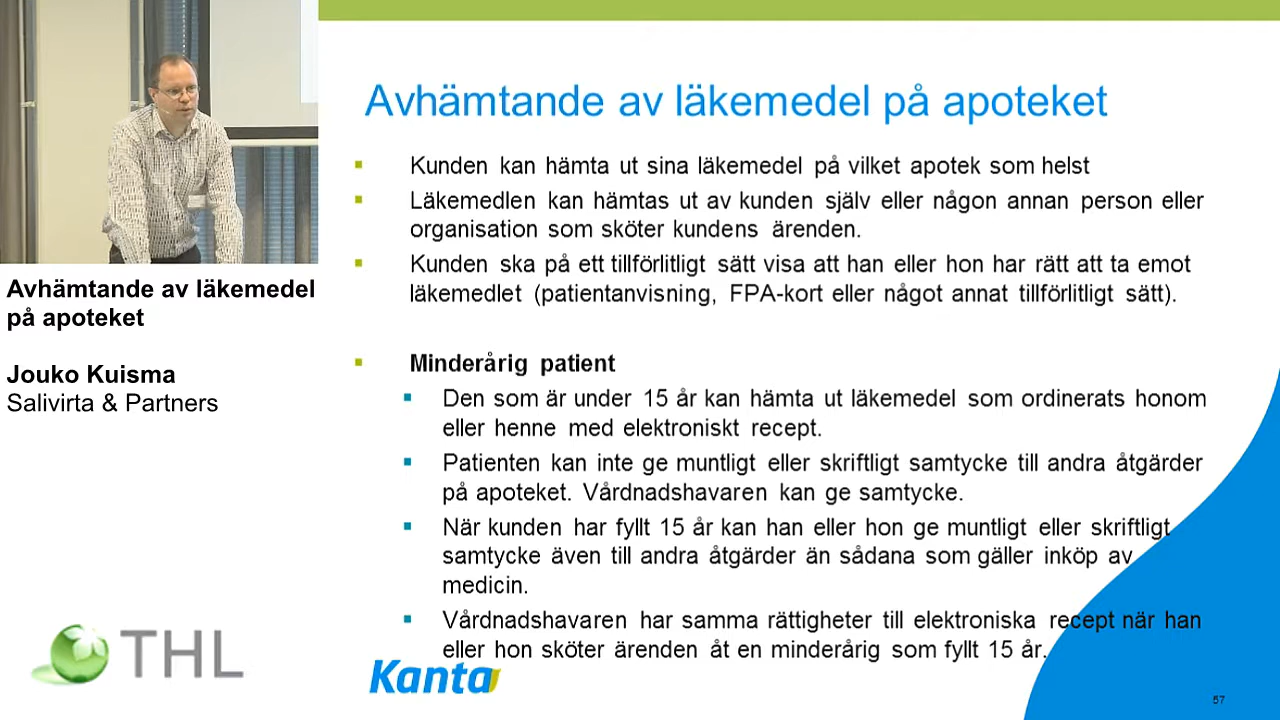 Avhämtande av läkemedel på apoteket
Kunden kan hämta ut sina läkemedel på vilket apotek som helst
Läkemedlen kan hämtas ut av kunden själv eller någon annan person eller
organisation som sköter kundens ärenden.
Kunden ska på ett tillförlitligt sätt visa att han eller hon har rätt att ta emot
läkemedlet (patientanvisning, FPA-kort eller något annat tillförlitligt sätt).
Minderårig patient
Den som är under 15 år kan hämta ut läkemedel som ordinerats honom
eller henne med elektroniskt recept.
Patienten kan inte ge muntligt eller skriftligt samtycke till andra åtgärder
på apoteket. Vårdnadshavaren kan ge samtycke.
När kunden har fyllt 15 år kan han eller hon ge muntligt eller skriftligt
samtycke även till andra åtgärder än sådana som gäller inköp av
medicin.
Vårdnadshavaren har samma rättigheter till elektroniska recept när han
eller hon sköter ärenden åt en minderårig som fyllt 15 år.
Kanta
57
Avhämtande av läkemedel
på apoteket
Jouko Kuisma
Salivirta & Partners
THL